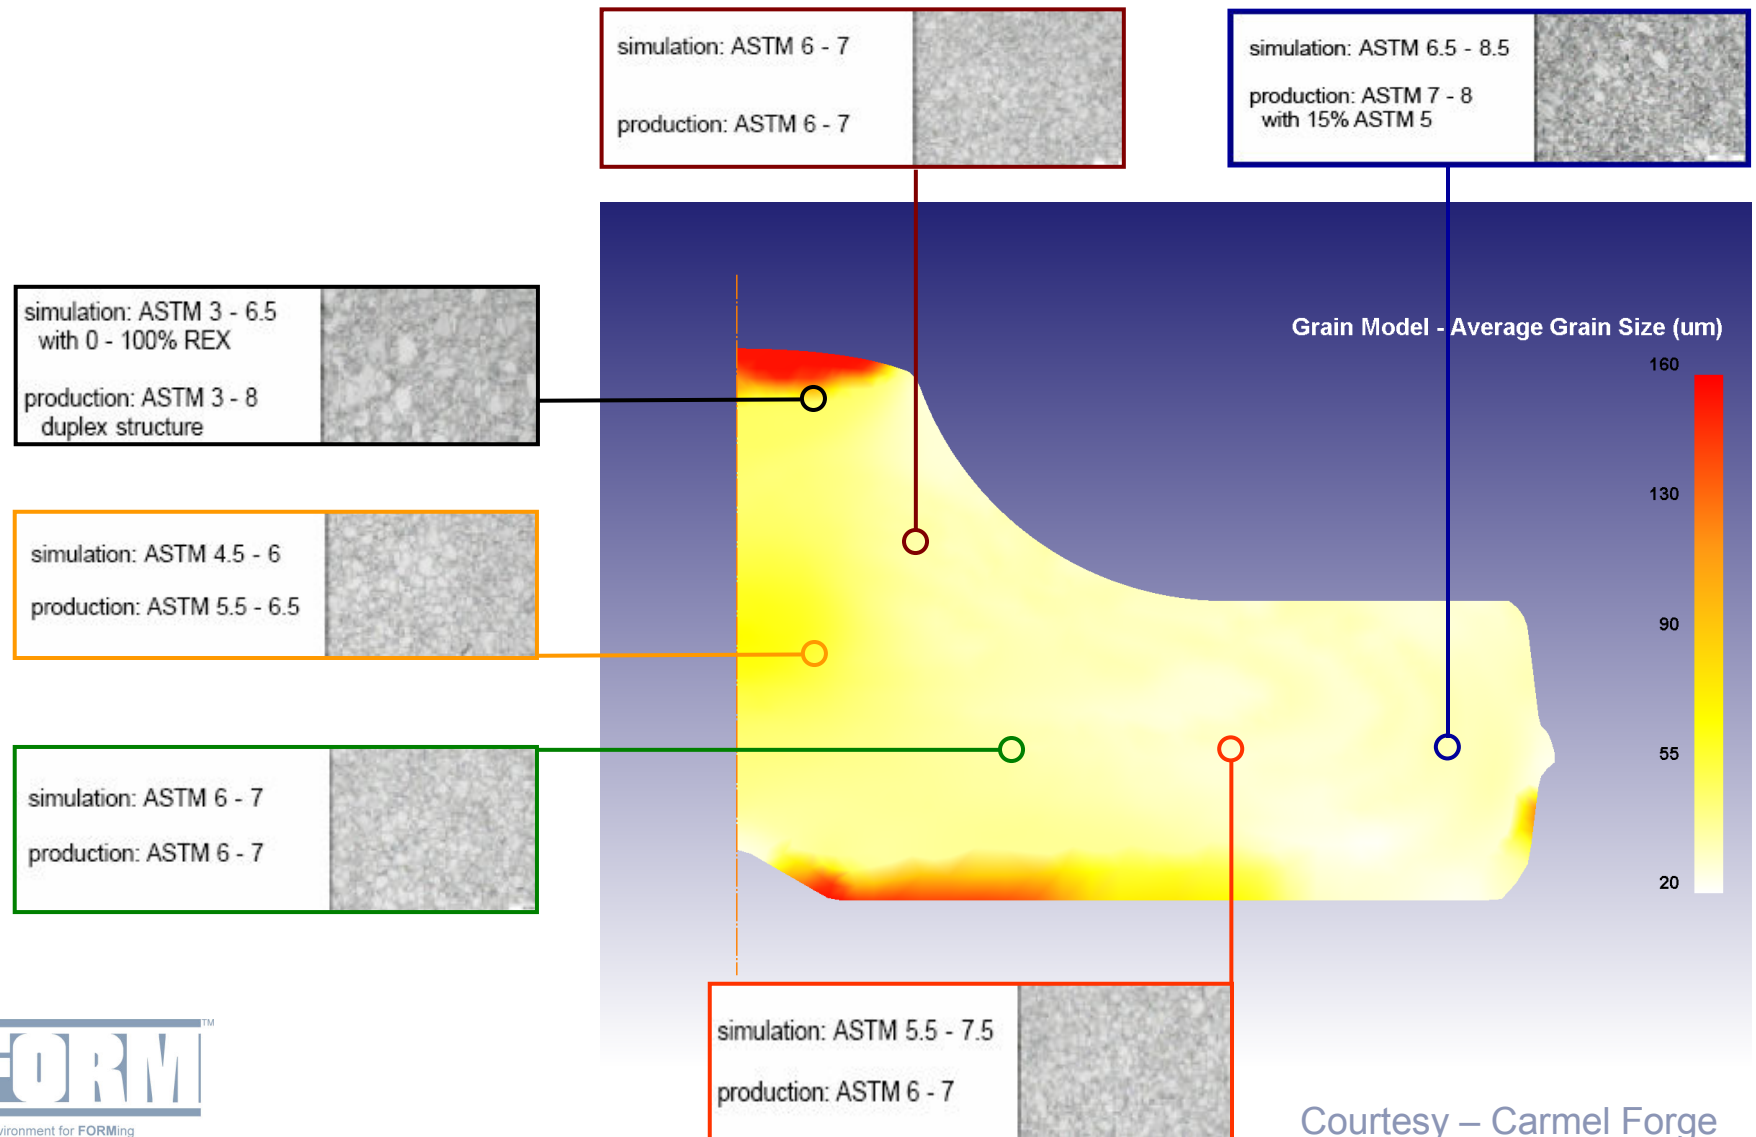 simulation: ASTM 6 - 7
production: ASTM 6 - 7
simulation: ASTM 6.5 - 8.5
production: ASTM 7 - 8
with 15% ASTM 5
simulation: ASTM 3 - 6.5
with 0 - 100% REX
production: ASTM 3 - 8
duplex structure
Grain Model - Average Grain Size (um)
160
130
90
55
20
simulation: ASTM 4.5 - 6
production: ASTM 5.5 - 6.5
simulation: ASTM 6 - 7
production: ASTM 6 - 7
simulation: ASTM 5.5 - 7.5
production: ASTM 6 - 7
FORM TM
vironment for FORMing
Courtesy – Carmel Forge